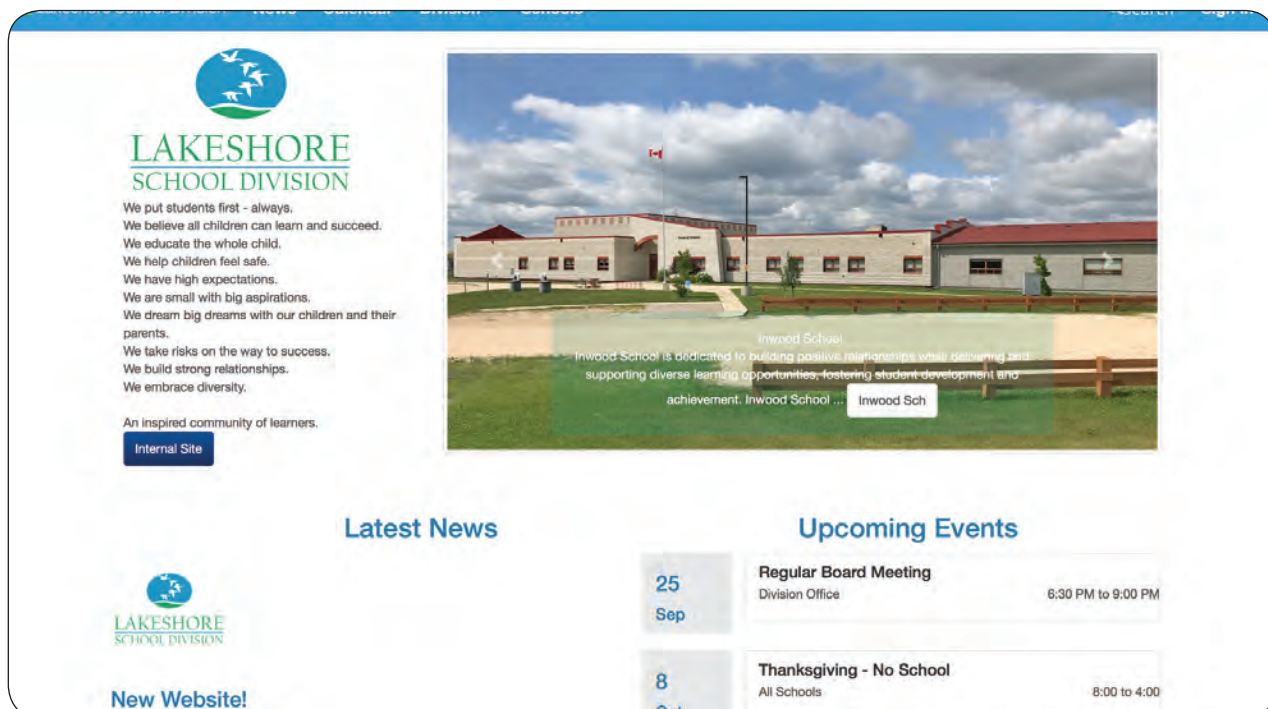 Lakeshore School Division News Calendar Division Schools Search Sign In
LAKESHORE
SCHOOL DIVISION
We put students first - always.
We believe all children can learn and succeed.
We educate the whole child.
We help children feel safe.
We have high expectations.
We are small with big aspirations.
We dream big dreams with our children and their
parents.
We take risks on the way to success.
We build strong relationships.
We embrace diversity.
An inspired community of learners.
Internal Site
Inwood School
Inwood School is dedicated to building positive relationships while delivering and
supporting diverse learning opportunities, fostering student development and
achievement. Inwood School ... Inwood Sch
Latest News
LAKESHORE
SCHOOL DIVISION
New Website!
Upcoming Events
25
Sep
Regular Board Meeting
Division Office
6:30 PM to 9:00 PM
8
Oct
Thanksgiving - No School
All Schools
8:00 to 4:00